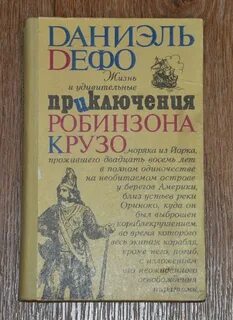 ДАНИЭЛЬ
ДЕФО
Жизнь
и удивительные
приключения
РОБИНЗОНА
КРУЗО,
моряка из Йорка,
прожившего двадцать восемь лет
в полном одиночестве
на необитаемом острове
у берегов Америки,
близ устьев реки
Ориноко, куда он
был выброшен
кораблекрушением,
во время которого
весь экипаж корабля,
кроме него, погиб,
с изложением
его неожиданного
освобождения
пиратами.